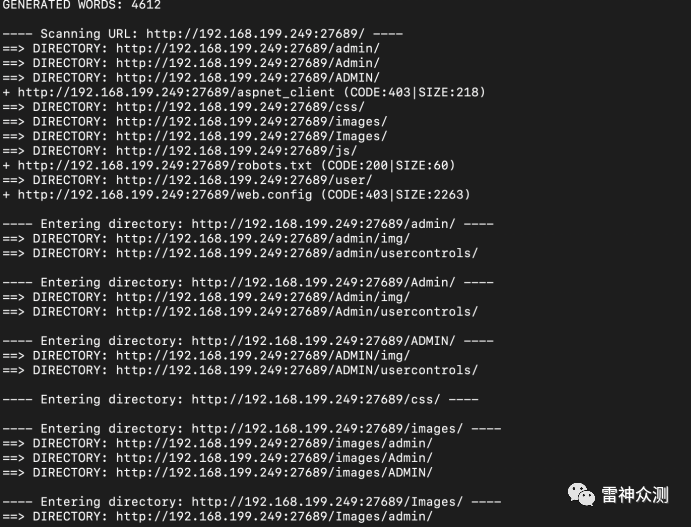 GENERATED WORDS: 4612
---- Scanning URL: http://192.168.199.249:27689/ ----
==> DIRECTORY: http://192.168.199.249:27689/admin/
==> DIRECTORY: http://192.168.199.249:27689/Admin/
==> DIRECTORY: http://192.168.199.249:27689/ADMIN/
+ http://192.168.199.249:27689/aspnet_client (CODE:403|SIZE:218)
==> DIRECTORY: http://192.168.199.249:27689/css/
==> DIRECTORY: http://192.168.199.249:27689/images/
==> DIRECTORY: http://192.168.199.249:27689/Images/
==> DIRECTORY: http://192.168.199.249:27689/js/
+ http://192.168.199.249:27689/robots.txt (CODE:200|SIZE:60)
==> DIRECTORY: http://192.168.199.249:27689/user/
+ http://192.168.199.249:27689/web.config (CODE:403|SIZE:2263)
---- Entering directory: http://192.168.199.249:27689/admin/ ----
==> DIRECTORY: http://192.168.199.249:27689/admin/img/
==> DIRECTORY: http://192.168.199.249:27689/admin/usercontrols/
---- Entering directory: http://192.168.199.249:27689/Admin/ ----
==> DIRECTORY: http://192.168.199.249:27689/Admin/img/
==> DIRECTORY: http://192.168.199.249:27689/Admin/usercontrols/
---- Entering directory: http://192.168.199.249:27689/ADMIN/ ----
==> DIRECTORY: http://192.168.199.249:27689/ADMIN/img/
==> DIRECTORY: http://192.168.199.249:27689/ADMIN/usercontrols/
---- Entering directory: http://192.168.199.249:27689/css/ ----
---- Entering directory: http://192.168.199.249:27689/images/ ----
==> DIRECTORY: http://192.168.199.249:27689/images/admin/
==> DIRECTORY: http://192.168.199.249:27689/images/Admin/
==> DIRECTORY: http://192.168.199.249:27689/images/ADMIN/
---- Entering directory: http://192.168.199.249:27689/Images/ ----
==> DIRECTORY: http://192.168.199.249:27689/Images/admin/
雷神众测